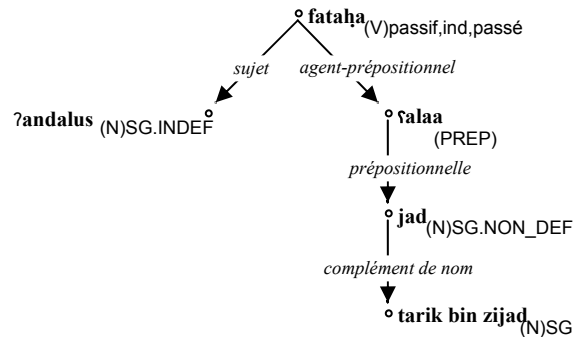 fataḥa(V)passif,ind,passé
sujet agent-prépositionnel
ʔandalus (N)SG.INDEF
ʕalaa
(PREP)
prépositionnelle
jad(N)SG.NON_DEF
complément de nom
tarik bin zijad(N)SG